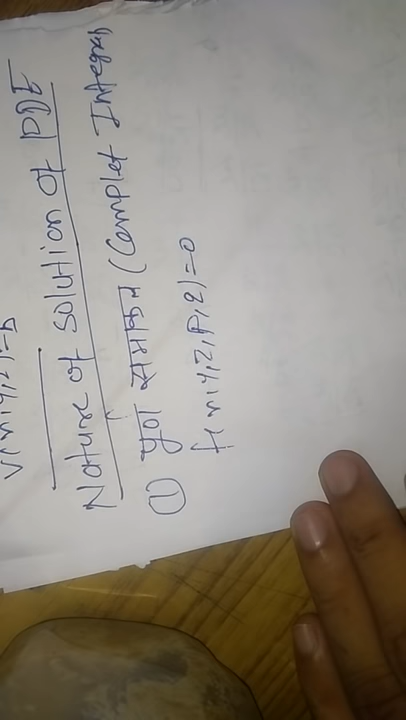 V(x,y,z)=b
Nature of solution of PDE
(1) पूर्ण समाकल (Complet Integral
f(x,y,z,p,q)=0